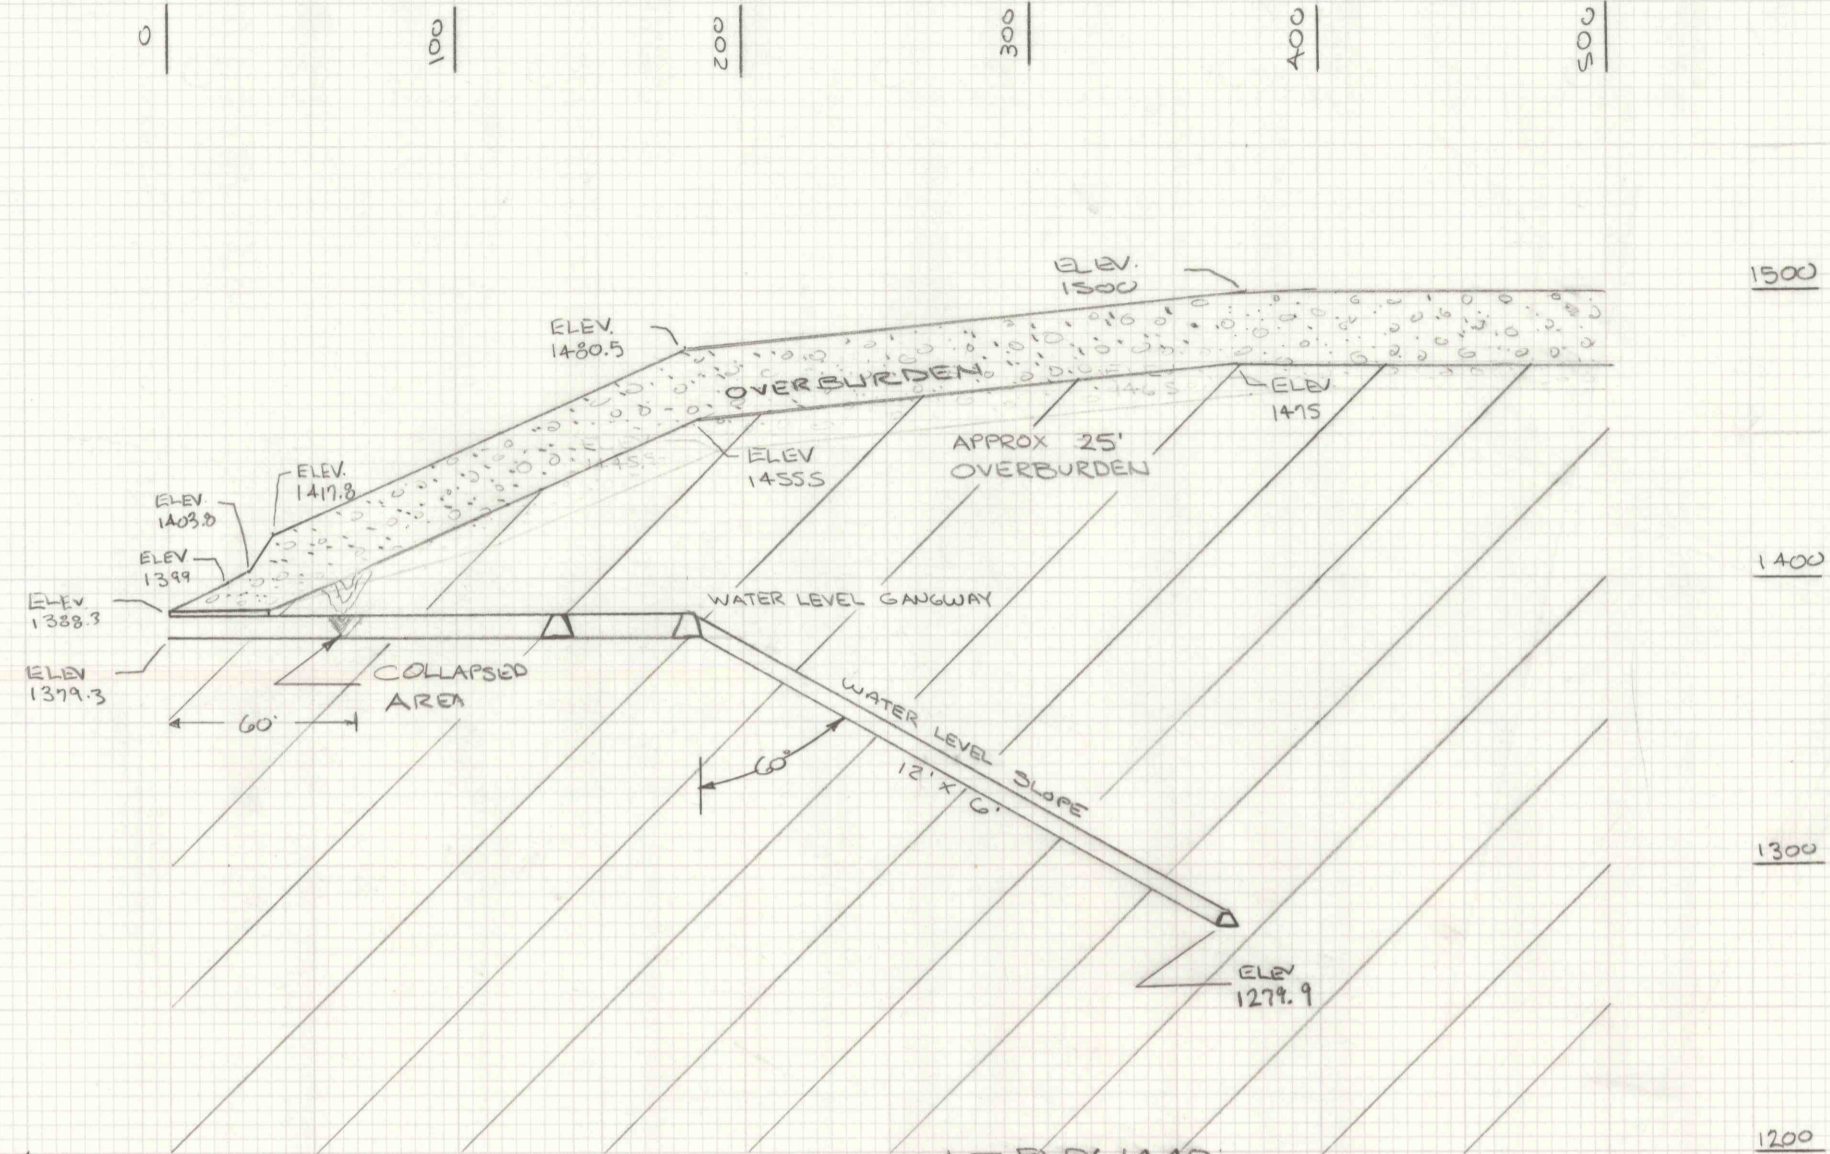 0
100
200
300
400
500
ELEV.
1500
1500
ELEV.
1480.5
OVERBURDEN
ELEV
1475
APPROX 25'
OVERBURDEN
ELEV
1455.5
ELEV.
1417.8
ELEV.
1403.8
ELEV
1399
1400
ELEV
1388.3
WATER LEVEL GANGWAY
ELEV
1379.3
COLLAPSED
AREA
60'
WATER LEVEL SLOPE
60°
12' x 6'
1300
ELEV
1279.9
1200